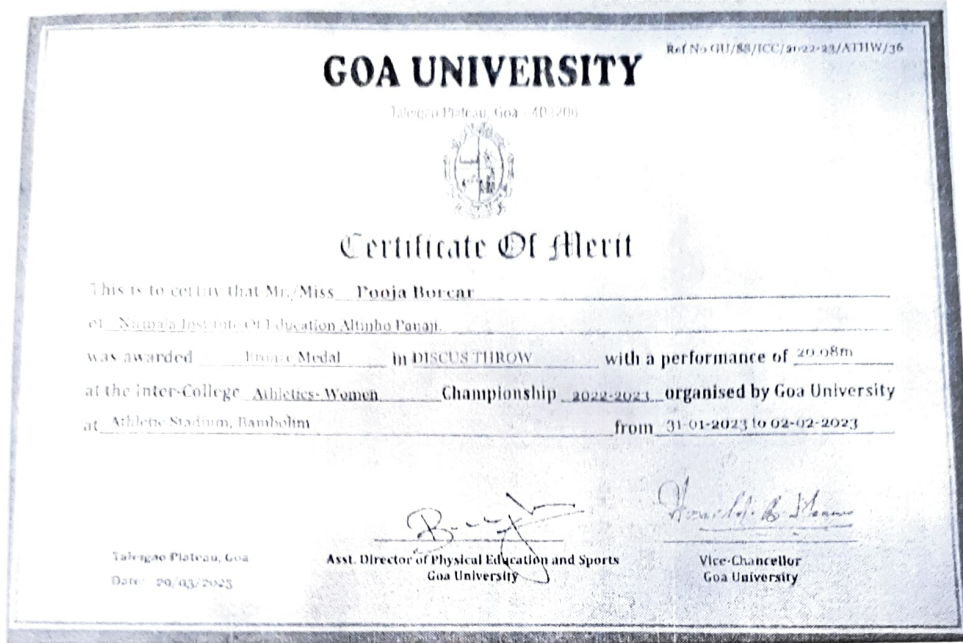 Ref No GU/88/ICC/2022-23/ATHW/36
GOA UNIVERSITY
Taleigao Plateau, Goa - 403206
Certificate Of Merit
This is to certify that Mr./Miss Pooja Borcar
of Nirmala Institute Of Education Altinho Panaji.
was awarded Bronze Medal in DISCUS THROW with a performance of 20.08m
at the Inter-College Athletics- Women Championship 2022-2023 organised by Goa University
at Athletic Stadium, Bambolim from 31-01-2023 to 02-02-2023
Taleigao Plateau, Goa
Date: /03/2023
Asst. Director of Physical Education and Sports
Goa University
Vice-Chancellor
Goa University